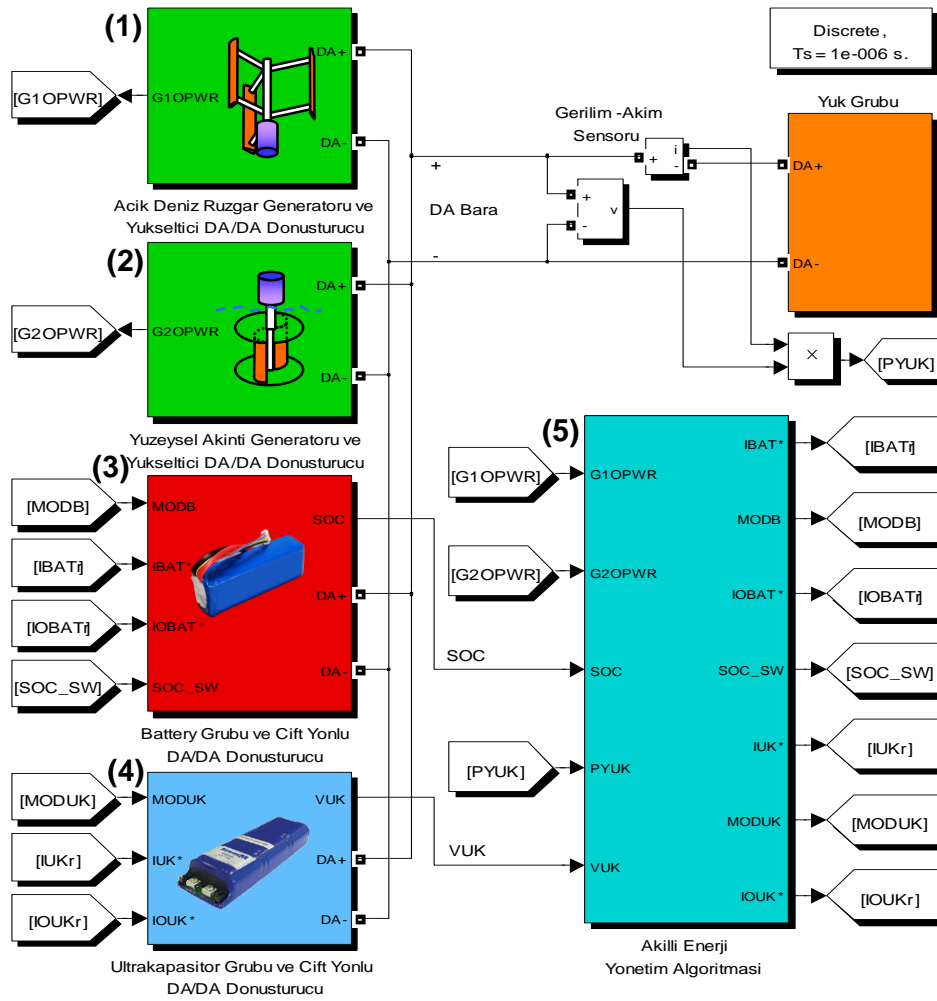 (1)
DA+
[G1OPWR]
G1OPWR
DA-
Acik Deniz Ruzgar Generatoru ve
Yukseltici DA/DA Donusturucu
(2)
DA+
[G2OPWR]
G2OPWR
DA-
Yuzeysel Akinti Generatoru ve
Yukseltici DA/DA Donusturucu
(3)
[MODB]
MODB
SOC
[IBATr]
IBAT*
DA+
[IOBATr]
IOBAT*
DA-
[SOC_SW]
SOC_SW
Battery Grubu ve Cift Yonlu
DA/DA Donusturucu
(4)
[MODUK]
MODUK
VUK
[IUKr]
IUK*
DA+
[IOUKr]
IOUK*
DA-
Ultrakapasitor Grubu ve Cift Yonlu
DA/DA Donusturucu
Discrete,
Ts = 1e-006 s.
Gerilim -Akim
Sensoru
+
i
-
+
DA Bara
-
+
v
-
Yuk Grubu
DA+
DA-
×
[PYUK]
SOC
VUK
(5)
[G1OPWR]
G1OPWR
[G2OPWR]
G2OPWR
SOC
[PYUK]
PYUK
VUK
IBAT*
[IBATr]
MODB
[MODB]
IOBAT*
[IOBATr]
SOC_SW
[SOC_SW]
IUK*
[IUKr]
MODUK
[MODUK]
IOUK*
[IOUKr]
Akilli Enerji
Yonetim Algoritmasi